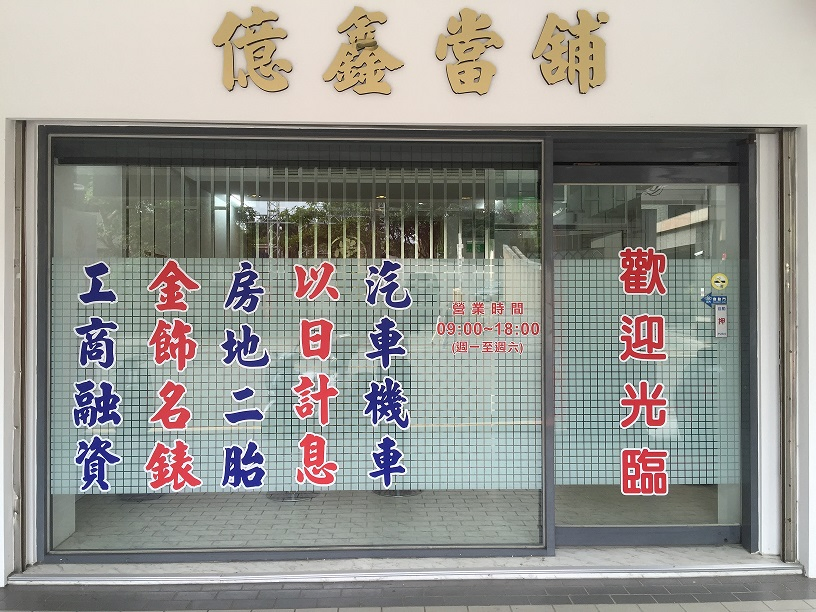 億鑫當舖
汽車機車
以日計息
房地二胎
金飾名錶
工商融資
營業時間
09:00~18:00
(週一至週六)
歡迎光臨
押